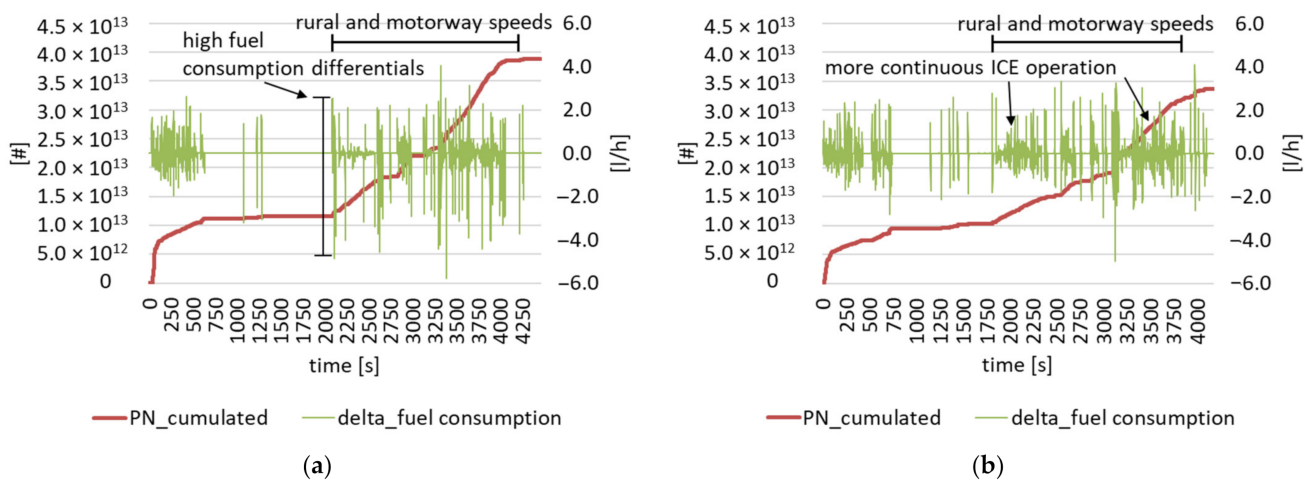 rural and motorway speeds
high fuel
consumption differentials
4.5 × 10¹³
4.0 × 10¹³
3.5 × 10¹³
3.0 × 10¹³
2.5 × 10¹³
2.0 × 10¹³
1.5 × 10¹³
1.0 × 10¹³
5.0 × 10¹²
0
[#]
6.0
4.0
2.0
0.0
−2.0
−4.0
−6.0
[l/h]
0
250
500
750
1000
1250
1500
1750
2000
2250
2500
2750
3000
3250
3500
3750
4000
4250
time [s]
PN_cumulated
delta_fuel consumption
(a)
rural and motorway speeds
more continuous ICE operation
4.5 × 10¹³
4.0 × 10¹³
3.5 × 10¹³
3.0 × 10¹³
2.5 × 10¹³
2.0 × 10¹³
1.5 × 10¹³
1.0 × 10¹³
5.0 × 10¹²
0
[#]
6.0
4.0
2.0
0.0
−2.0
−4.0
−6.0
[l/h]
0
250
500
750
1000
1250
1500
1750
2000
2250
2500
2750
3000
3250
3500
3750
4000
time [s]
PN_cumulated
delta_fuel consumption
(b)